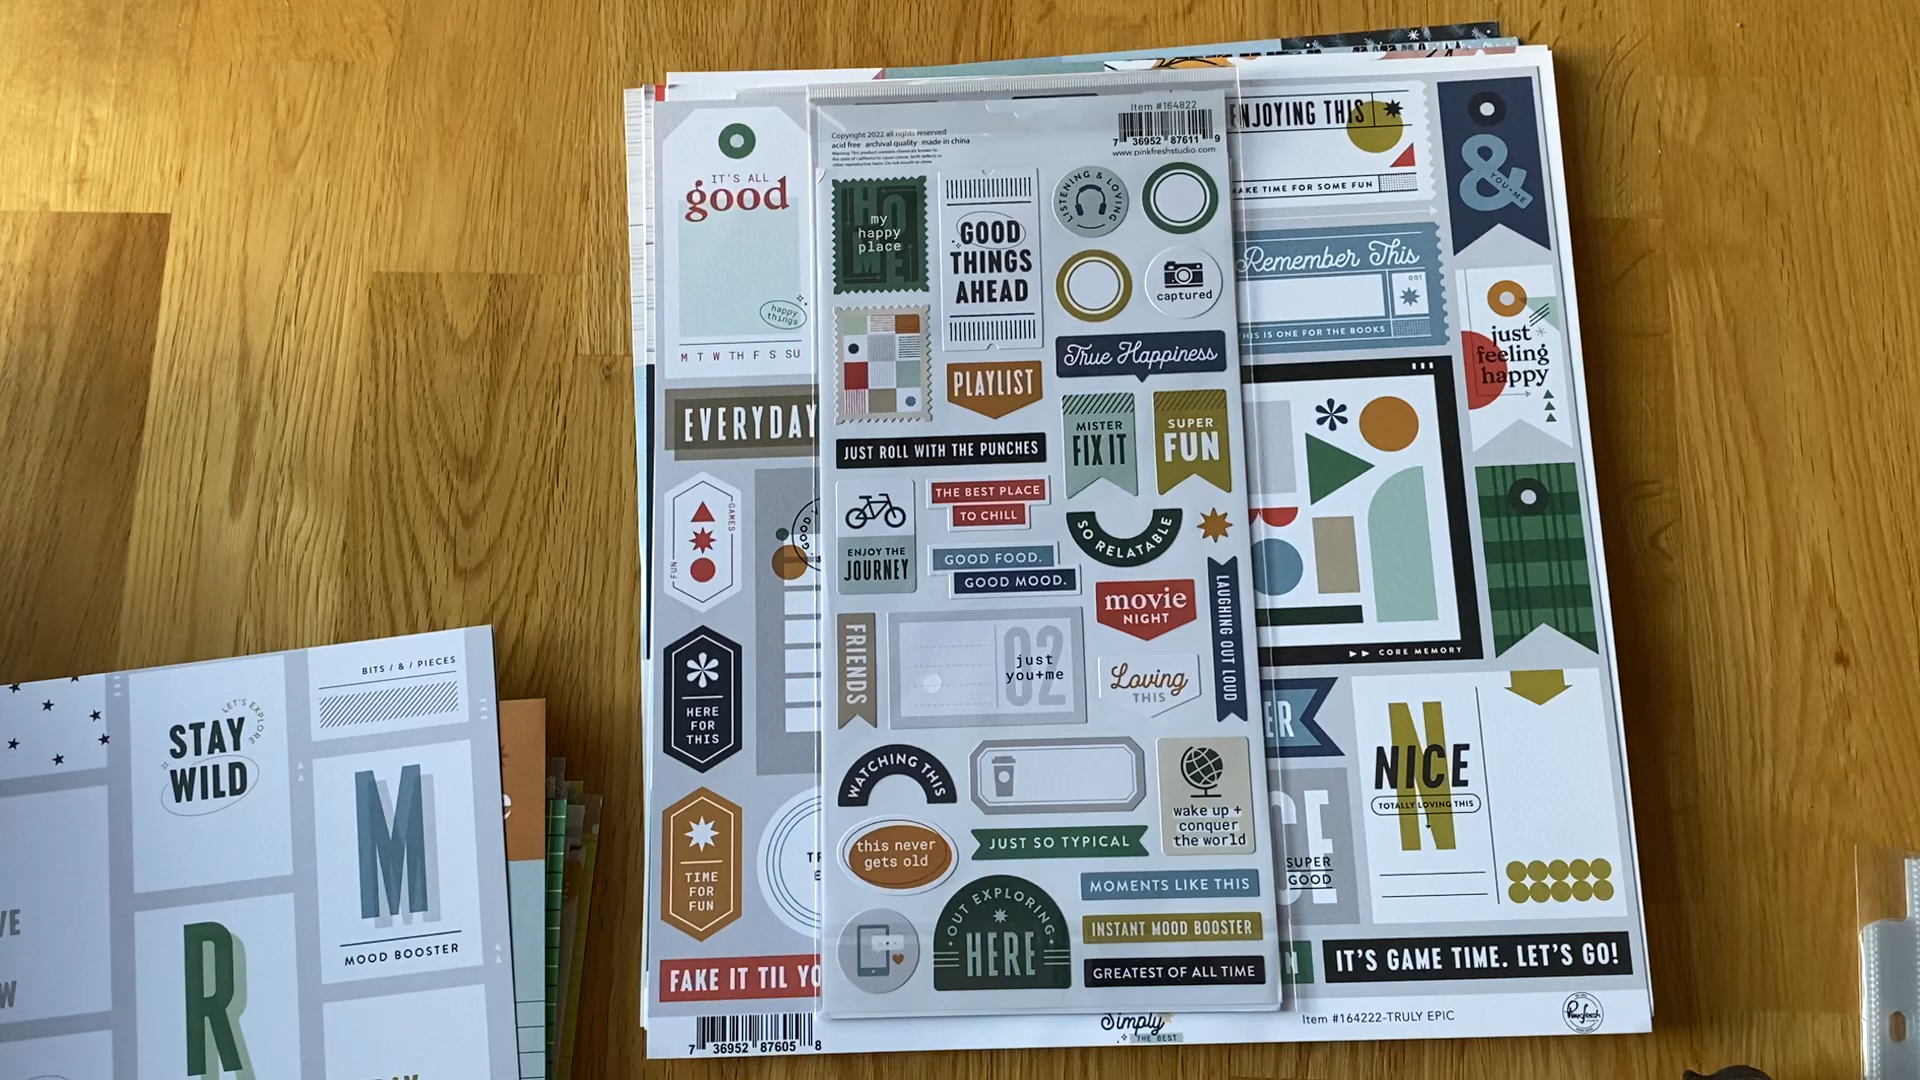 IT'S ALL
good
happy
things
M T W TH F S SU
EVERYDAY
GAMES
FUN
HERE
FOR
THIS
TIME
FOR
FUN
FAKE IT TIL YO
7 36952 87605 8
Copyright 2022 all rights reserved
acid free · archival quality · made in china
Item #164822
7 36952 87611 9
www.pinkfreshstudio.com
HOME
my
happy
place
GOOD
THINGS
AHEAD
LISTENING & LOVING
captured
True Happiness
PLAYLIST
JUST ROLL WITH THE PUNCHES
MISTER
FIX IT
SUPER
FUN
ENJOY THE
JOURNEY
THE BEST PLACE
TO CHILL
SO RELATABLE
GOOD FOOD.
GOOD MOOD.
movie
NIGHT
LAUGHING OUT LOUD
FRIENDS
02
just
you+me
Loving
THIS
WATCHING THIS
wake up +
conquer
the world
this never
gets old
JUST SO TYPICAL
OUT EXPLORING
HERE
MOMENTS LIKE THIS
INSTANT MOOD BOOSTER
GREATEST OF ALL TIME
ENJOYING THIS
MAKE TIME FOR SOME FUN
&
YOU+ME
Remember This
001
THIS IS ONE FOR THE BOOKS
just
feeling
happy
CORE MEMORY
ER
NICE
TOTALLY LOVING THIS
SUPER
GOOD
N
IT'S GAME TIME. LET'S GO!
Simply
THE BEST
Item #164222-TRULY EPIC
Pinkfresh
BITS / & / PIECES
LET'S EXPLORE
STAY
WILD
M
MOOD BOOSTER
R
VE
W